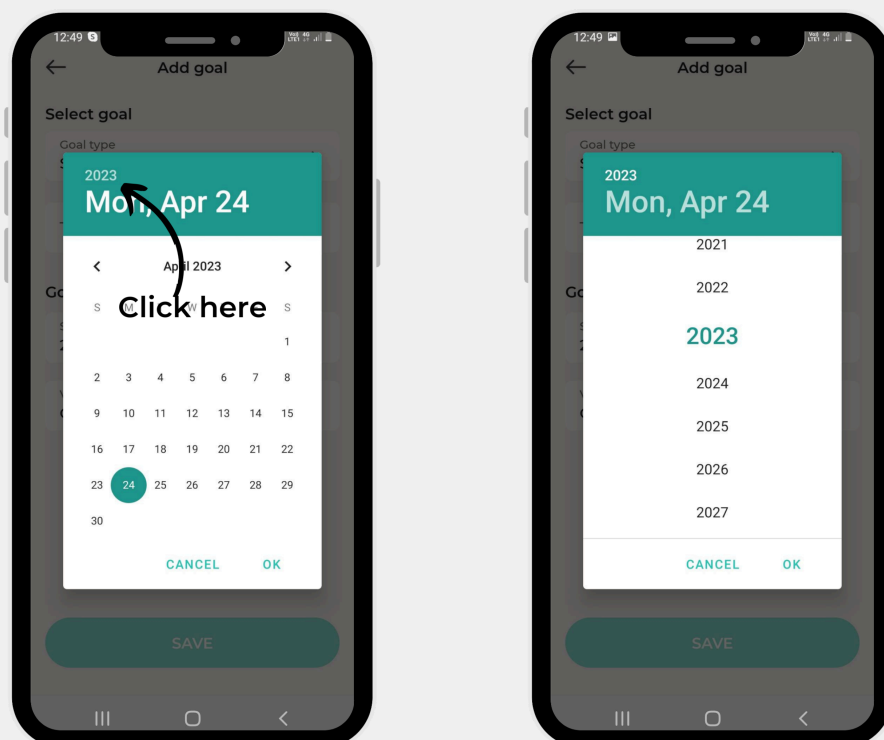 12:49
Add goal
Select goal
Goal type
2023
Mon, Apr 24
April 2023
Click here
S M W S
1
2 3 4 5 6 7 8
9 10 11 12 13 14 15
16 17 18 19 20 21 22
23 24 25 26 27 28 29
30
CANCEL OK
SAVE
12:49
Add goal
Select goal
Goal type
2023
Mon, Apr 24
2021
2022
2023
2024
2025
2026
2027
CANCEL OK
SAVE